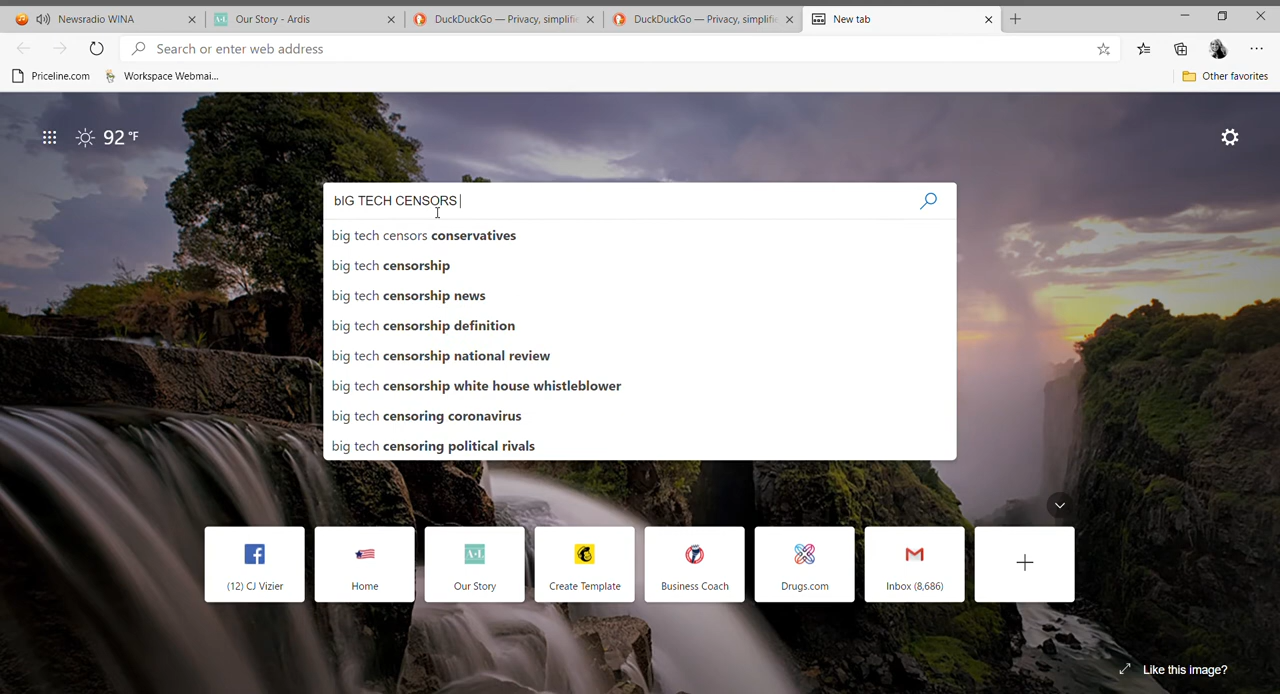 Newsradio WINA
Our Story - Ardis
DuckDuckGo — Privacy, simplifie
DuckDuckGo — Privacy, simplifie
New tab
Search or enter web address
Priceline.com
Workspace Webmai...
Other favorites
92 °F
bIG TECH CENSORS
big tech censors conservatives
big tech censorship
big tech censorship news
big tech censorship definition
big tech censorship national review
big tech censorship white house whistleblower
big tech censoring coronavirus
big tech censoring political rivals
A·L
(12) CJ Vizier
Home
Our Story
Create Template
Business Coach
Drugs.com
Inbox (8,686)
Like this image?